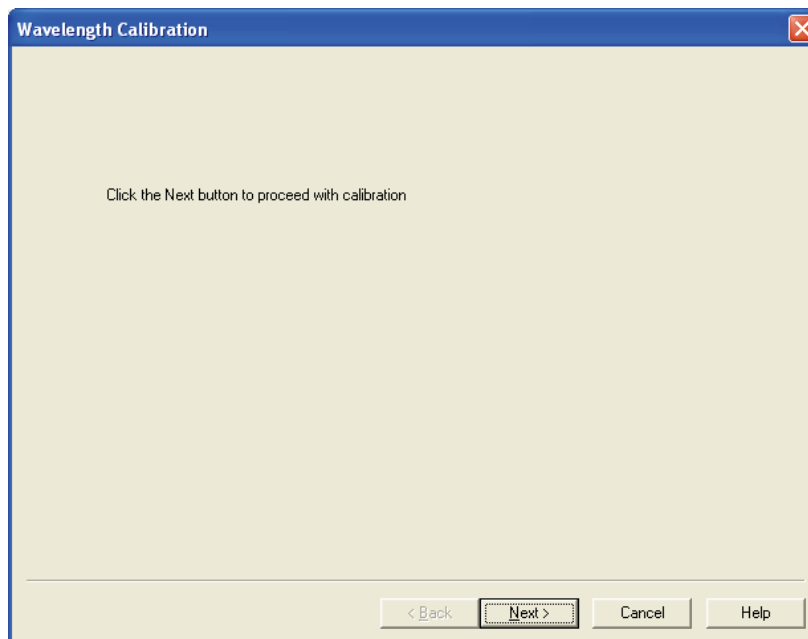 Wavelength Calibration
Click the Next button to proceed with calibration
< Back Next > Cancel Help